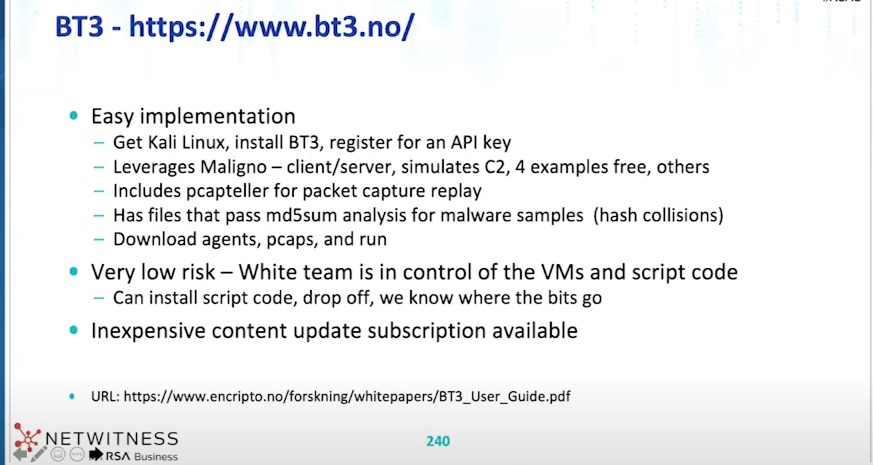 BT3 - https://www.bt3.no/
• Easy implementation
– Get Kali Linux, install BT3, register for an API key
– Leverages Maligno – client/server, simulates C2, 4 examples free, others
– Includes pcapteller for packet capture replay
– Has files that pass md5sum analysis for malware samples (hash collisions)
– Download agents, pcaps, and run
• Very low risk – White team is in control of the VMs and script code
– Can install script code, drop off, we know where the bits go
• Inexpensive content update subscription available
• URL: https://www.encripto.no/forskning/whitepapers/BT3_User_Guide.pdf
NETWITNESS
RSA Business
240